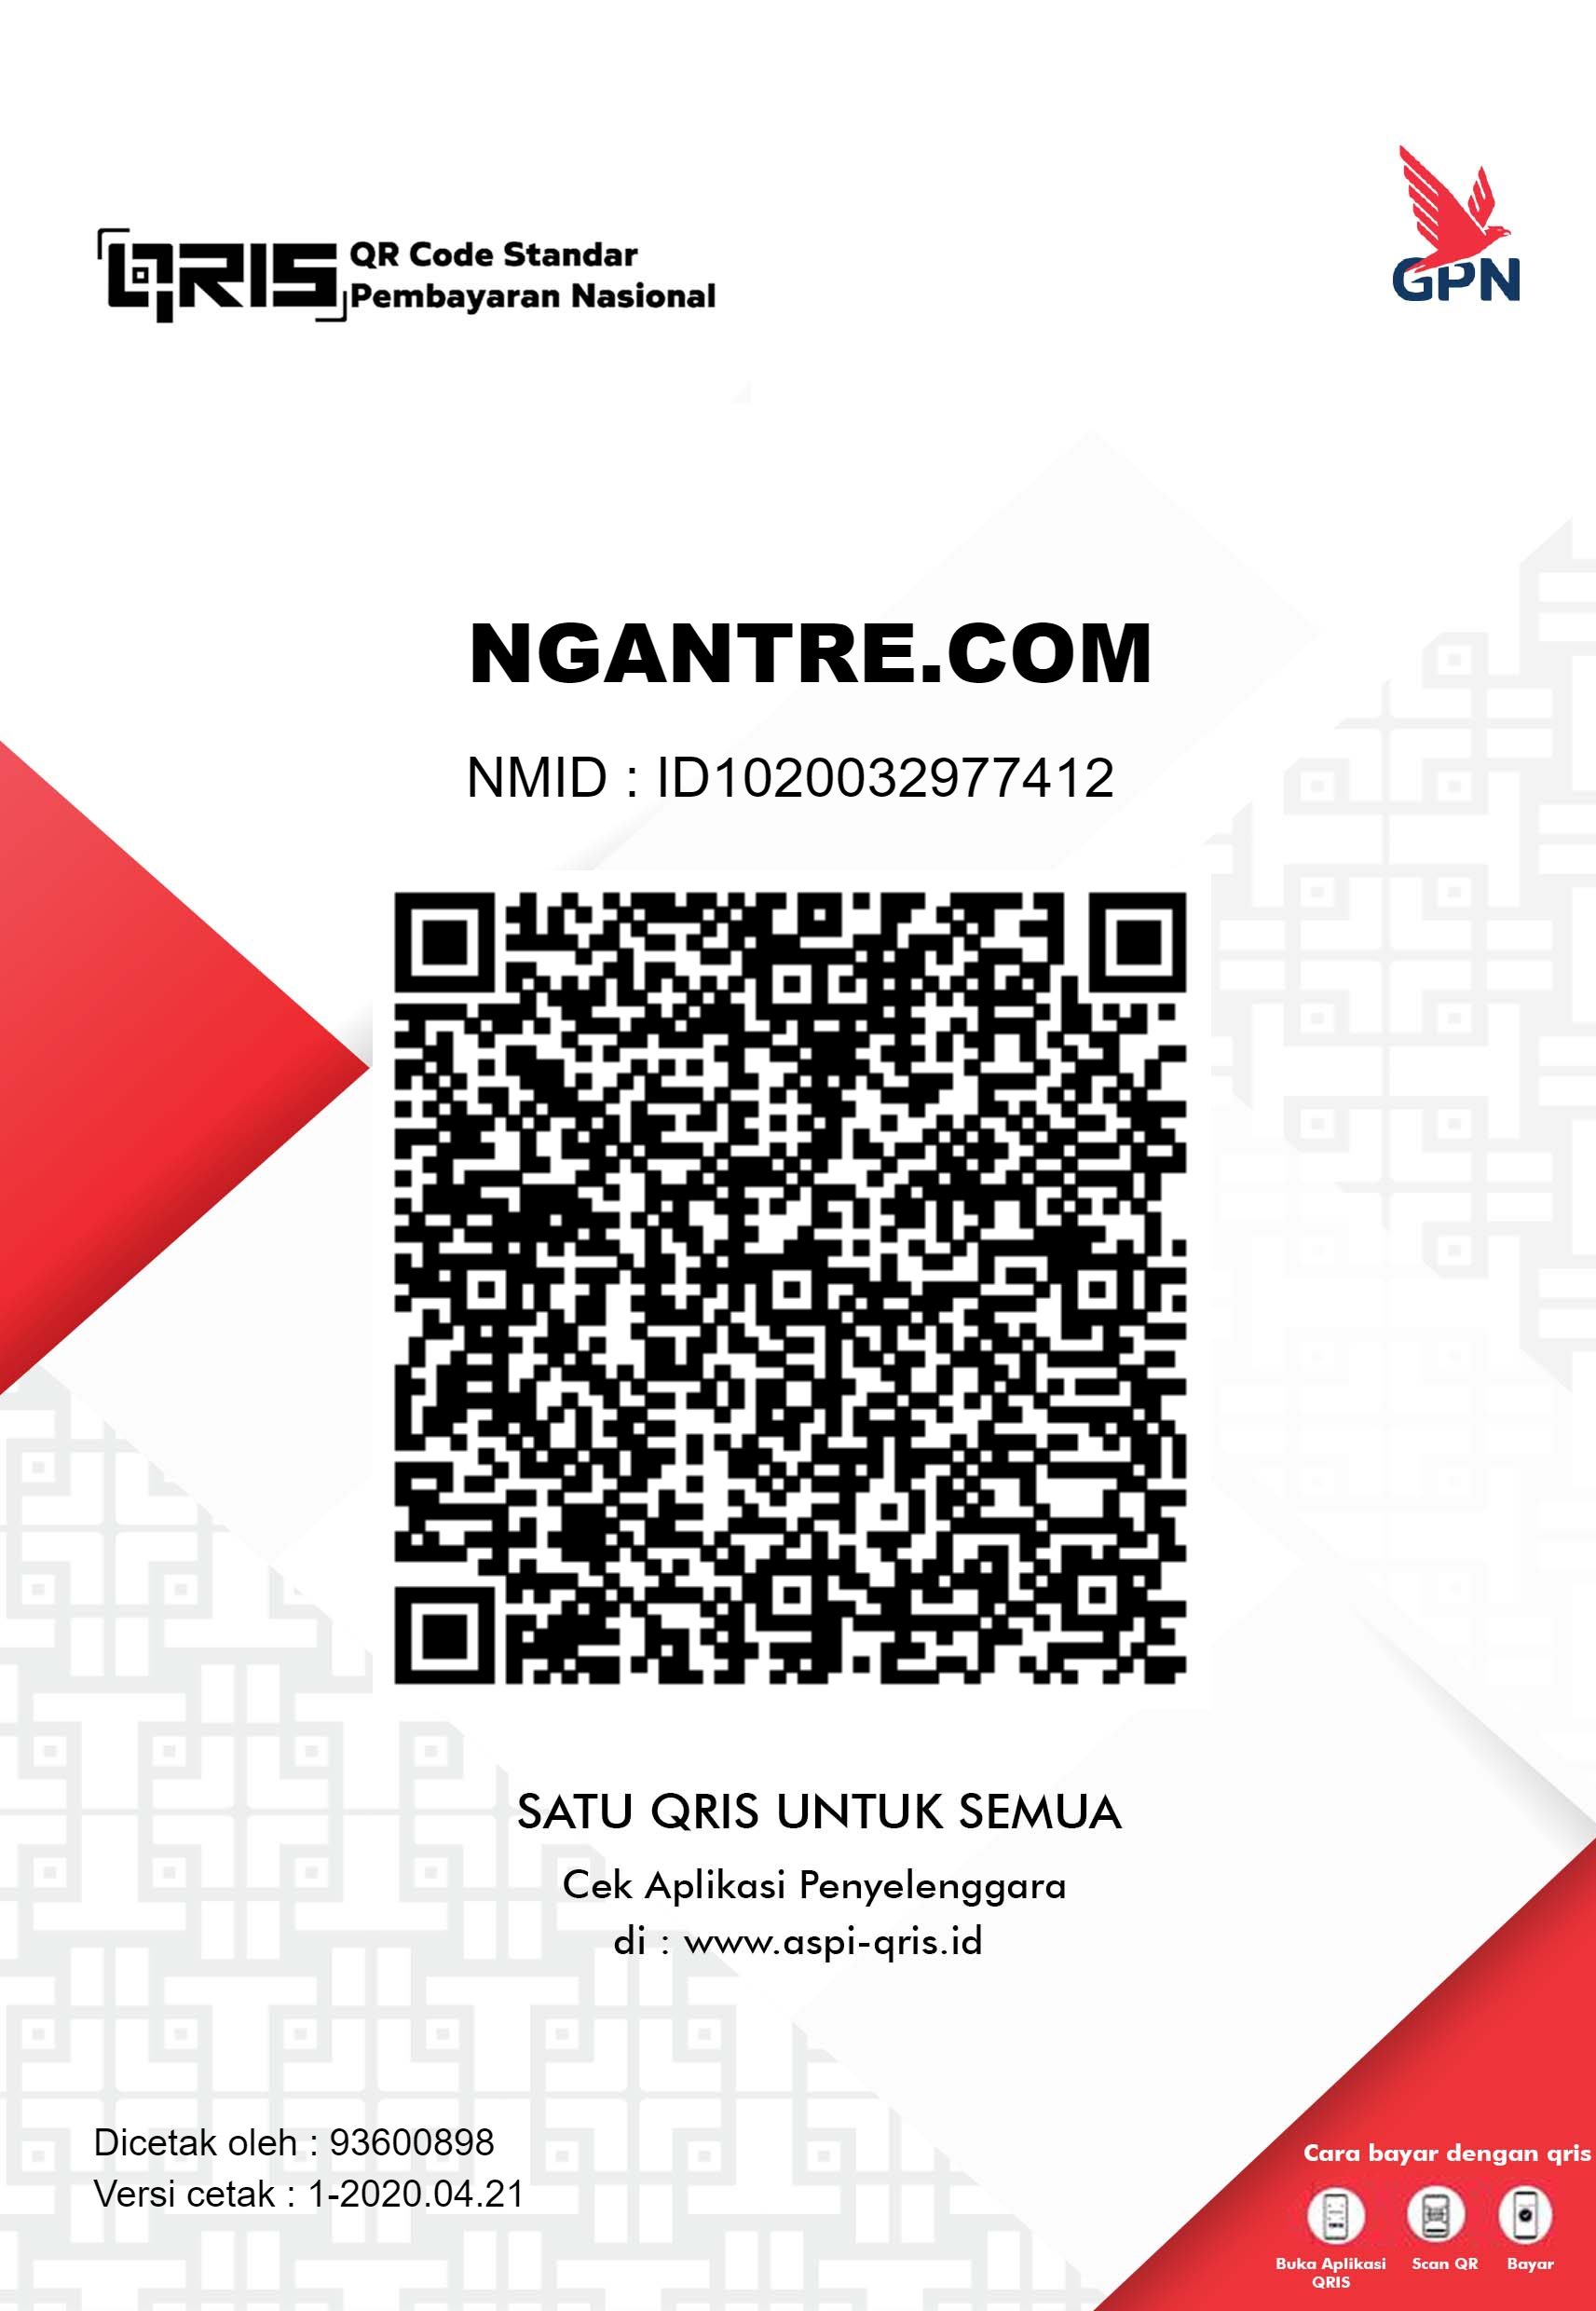 QRIS
QR Code Standar
Pembayaran Nasional
GPN
NGANTRE.COM
NMID : ID1020032977412
SATU QRIS UNTUK SEMUA
Cek Aplikasi Penyelenggara
di : www.aspi-qris.id
Dicetak oleh : 93600898
Versi cetak : 1-2020.04.21
Cara bayar dengan qris
Buka Aplikasi
QRIS
Scan QR
Bayar